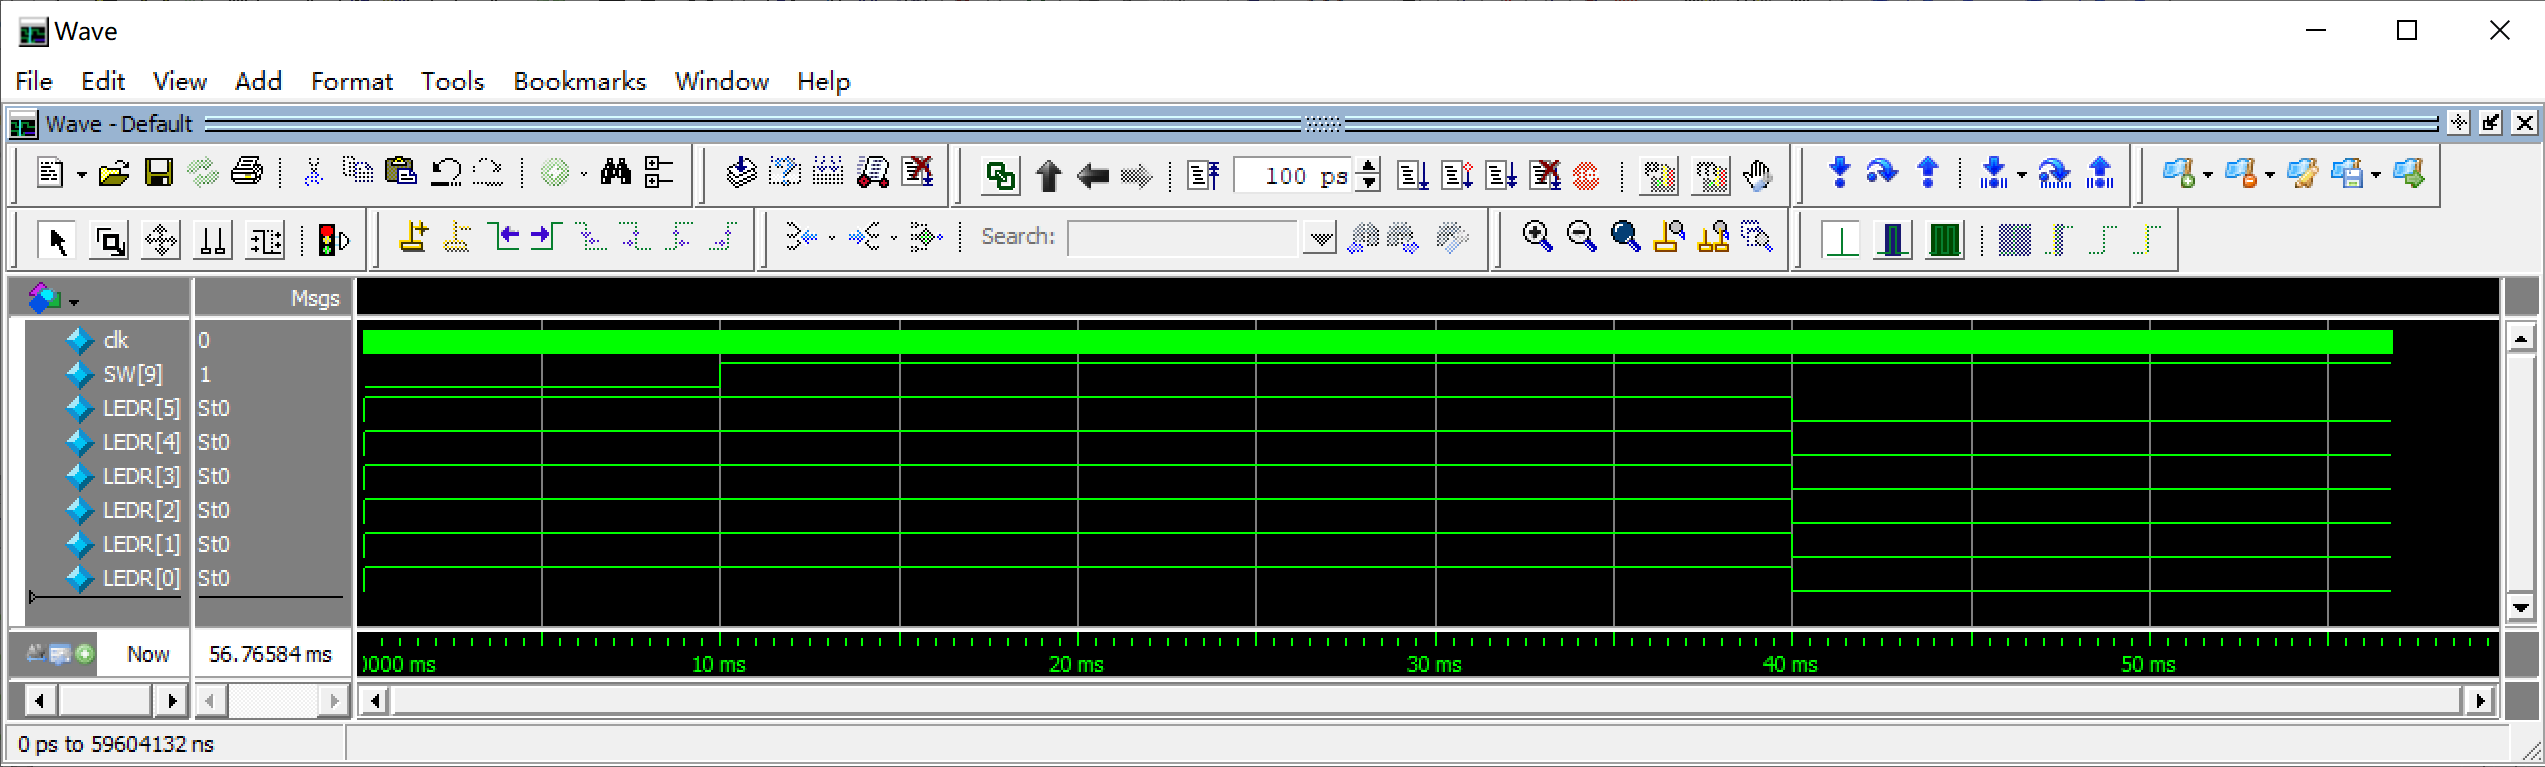 Wave
File Edit View Add Format Tools Bookmarks Window Help
Wave - Default
100 ps
Search:
Msgs
clk 0
SW[9] 1
LEDR[5] St0
LEDR[4] St0
LEDR[3] St0
LEDR[2] St0
LEDR[1] St0
LEDR[0] St0
Now 56.76584 ms
0000 ms 10 ms 20 ms 30 ms 40 ms 50 ms
0 ps to 59604132 ns